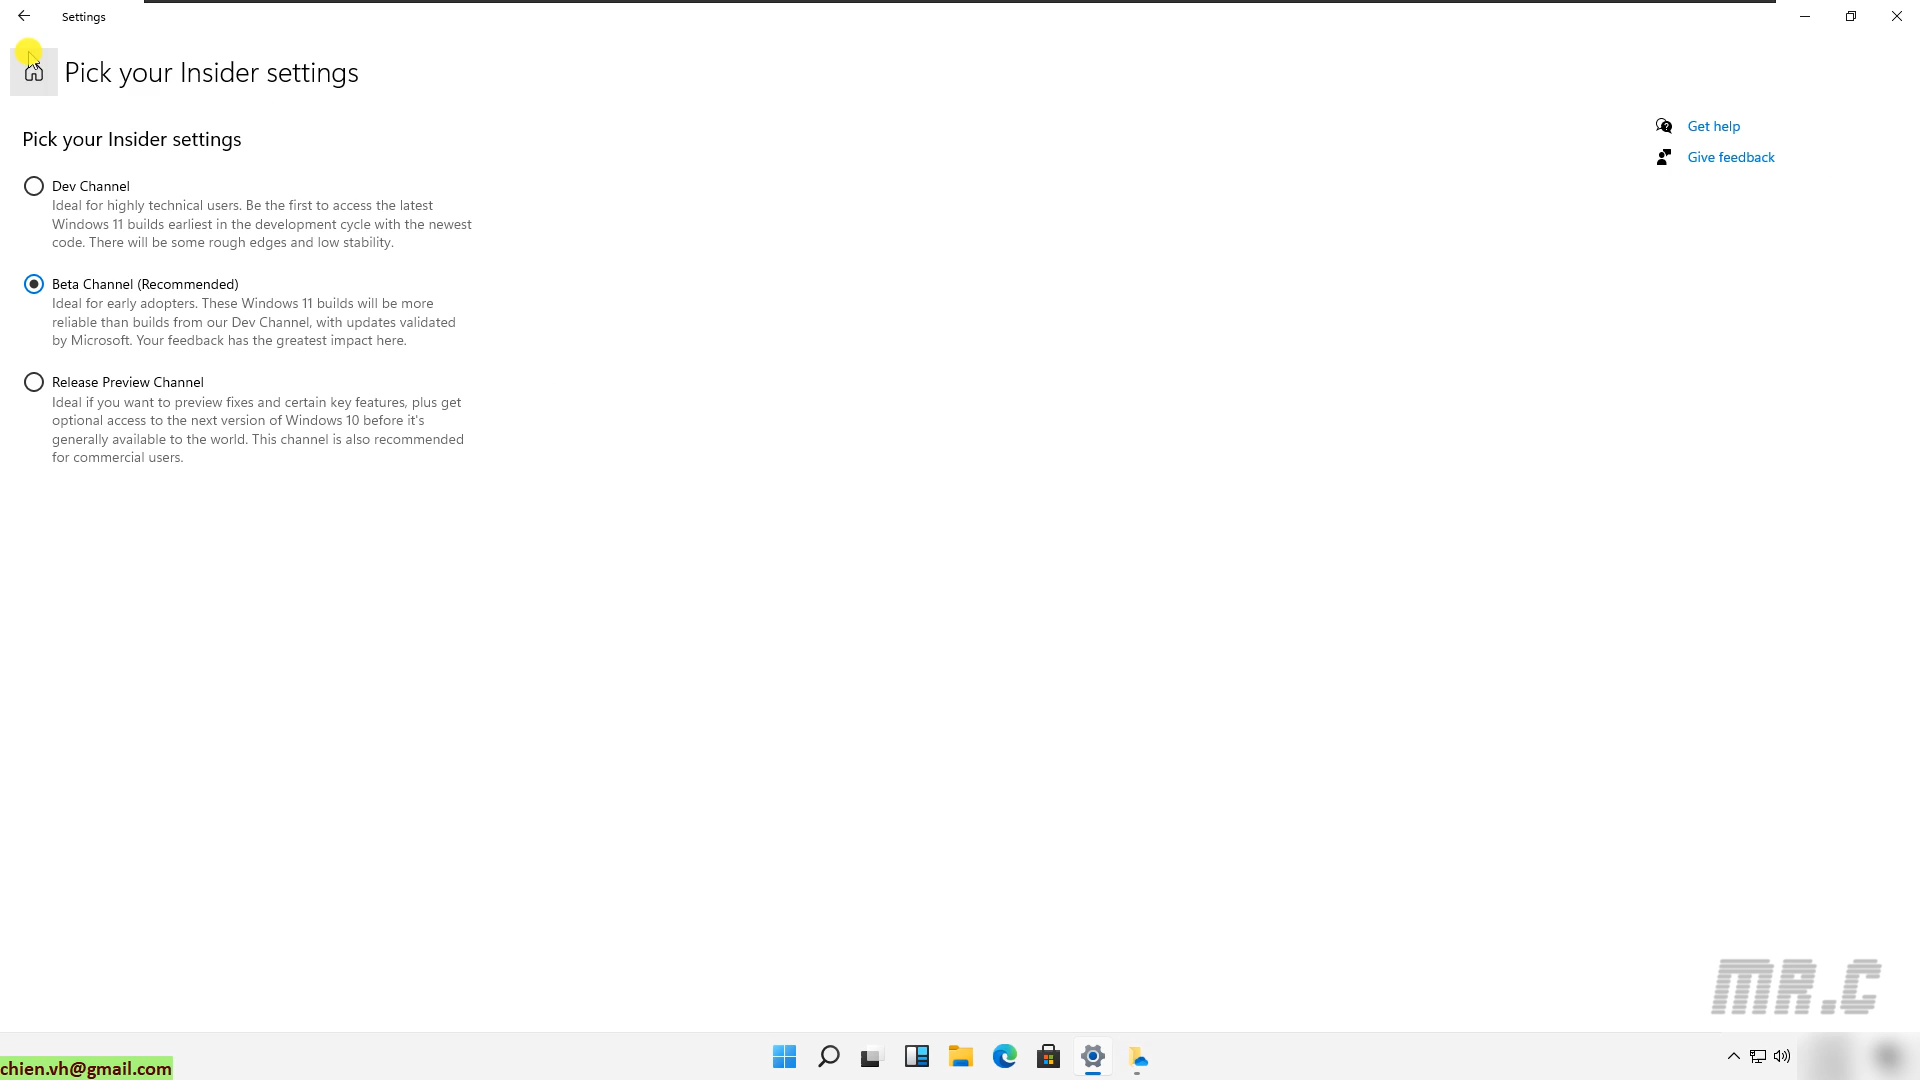 Settings
Pick your Insider settings
Get help
Give feedback
Pick your Insider settings
Dev Channel
Ideal for highly technical users. Be the first to access the latest
Windows 11 builds earliest in the development cycle with the newest
code. There will be some rough edges and low stability.
Beta Channel (Recommended)
Ideal for early adopters. These Windows 11 builds will be more
reliable than builds from our Dev Channel, with updates validated
by Microsoft. Your feedback has the greatest impact here.
Release Preview Channel
Ideal if you want to preview fixes and certain key features, plus get
optional access to the next version of Windows 10 before it's
generally available to the world. This channel is also recommended
for commercial users.
MR.C
chien.vh@gmail.com